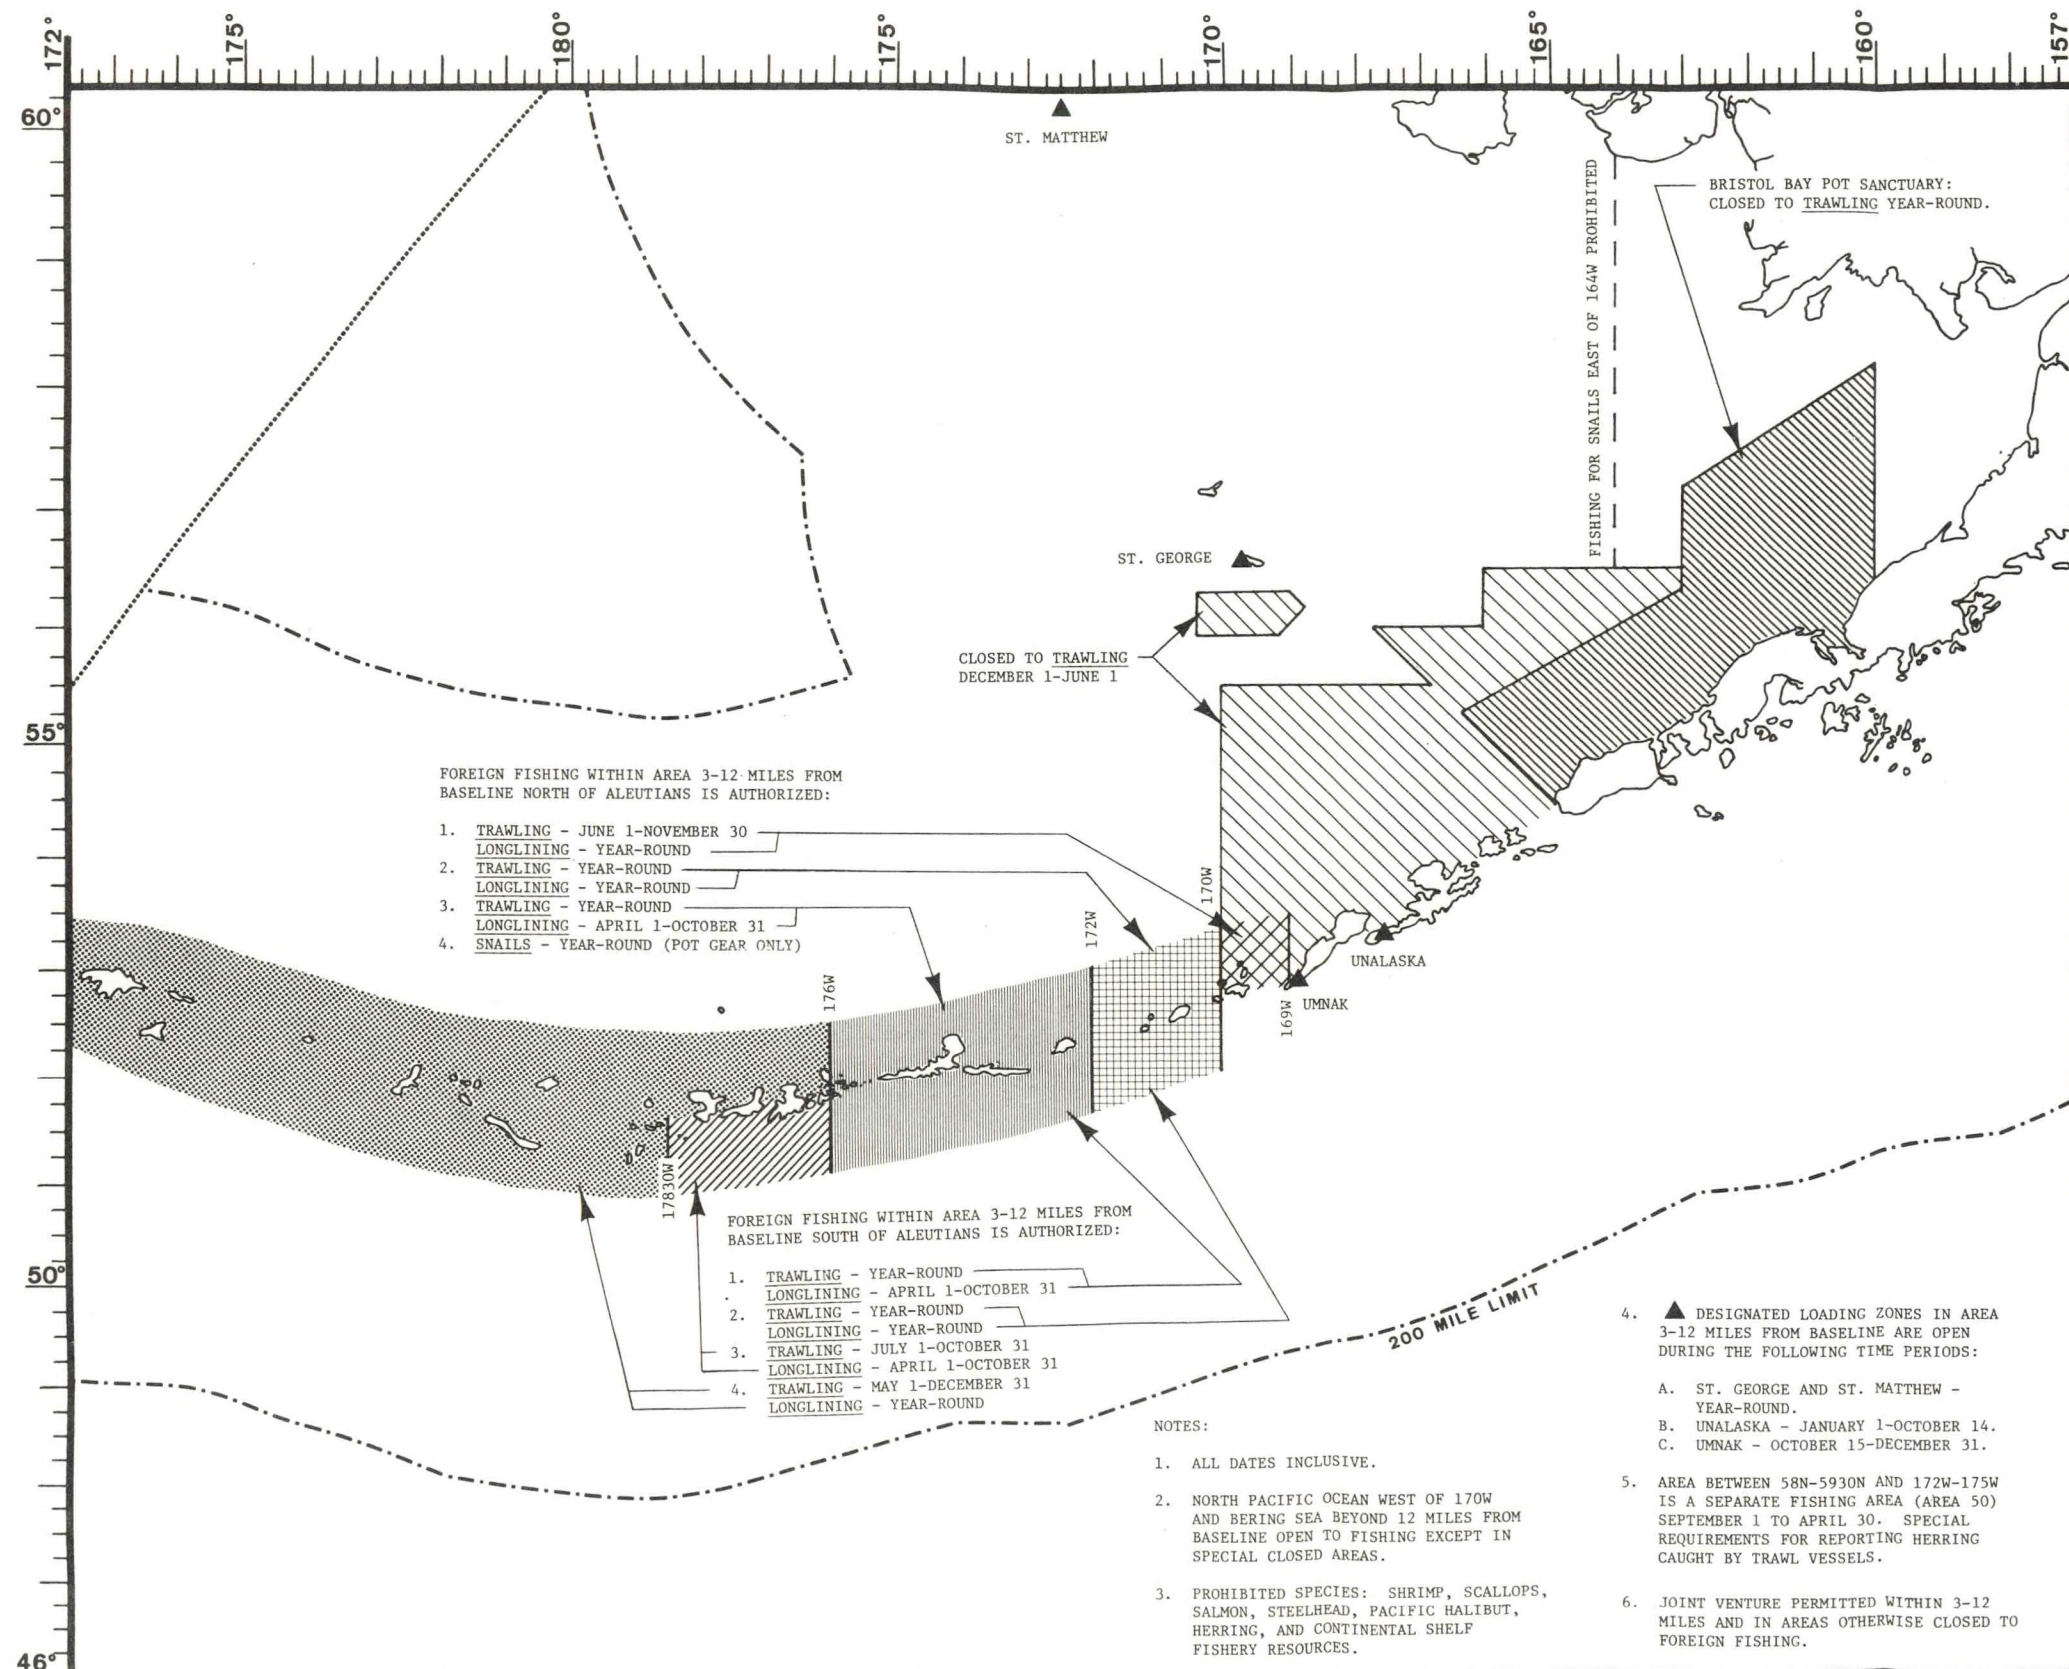 172°
175°
180°
175°
170°
165°
160°
157°
60°
55°
50°
46°
ST. MATTHEW
FISHING FOR SNAILS EAST OF 164W PROHIBITED
BRISTOL BAY POT SANCTUARY:
CLOSED TO TRAWLING YEAR-ROUND.
ST. GEORGE
CLOSED TO TRAWLING
DECEMBER 1-JUNE 1
FOREIGN FISHING WITHIN AREA 3-12 MILES FROM
BASELINE NORTH OF ALEUTIANS IS AUTHORIZED:
1. TRAWLING - JUNE 1-NOVEMBER 30
LONGLINING - YEAR-ROUND
2. TRAWLING - YEAR-ROUND
LONGLINING - YEAR-ROUND
3. TRAWLING - YEAR-ROUND
LONGLINING - APRIL 1-OCTOBER 31
4. SNAILS - YEAR-ROUND (POT GEAR ONLY)
170W
172W
176W
169W
17830W
UNALASKA
UMNAK
FOREIGN FISHING WITHIN AREA 3-12 MILES FROM
BASELINE SOUTH OF ALEUTIANS IS AUTHORIZED:
1. TRAWLING - YEAR-ROUND
LONGLINING - APRIL 1-OCTOBER 31
2. TRAWLING - YEAR-ROUND
LONGLINING - YEAR-ROUND
3. TRAWLING - JULY 1-OCTOBER 31
LONGLINING - APRIL 1-OCTOBER 31
4. TRAWLING - MAY 1-DECEMBER 31
LONGLINING - YEAR-ROUND
200 MILE LIMIT
NOTES:
1. ALL DATES INCLUSIVE.
2. NORTH PACIFIC OCEAN WEST OF 170W
AND BERING SEA BEYOND 12 MILES FROM
BASELINE OPEN TO FISHING EXCEPT IN
SPECIAL CLOSED AREAS.
3. PROHIBITED SPECIES: SHRIMP, SCALLOPS,
SALMON, STEELHEAD, PACIFIC HALIBUT,
HERRING, AND CONTINENTAL SHELF
FISHERY RESOURCES.
4. ▲ DESIGNATED LOADING ZONES IN AREA
3-12 MILES FROM BASELINE ARE OPEN
DURING THE FOLLOWING TIME PERIODS:
A. ST. GEORGE AND ST. MATTHEW -
YEAR-ROUND.
B. UNALASKA - JANUARY 1-OCTOBER 14.
C. UMNAK - OCTOBER 15-DECEMBER 31.
5. AREA BETWEEN 58N-5930N AND 172W-175W
IS A SEPARATE FISHING AREA (AREA 50)
SEPTEMBER 1 TO APRIL 30. SPECIAL
REQUIREMENTS FOR REPORTING HERRING
CAUGHT BY TRAWL VESSELS.
6. JOINT VENTURE PERMITTED WITHIN 3-12
MILES AND IN AREAS OTHERWISE CLOSED TO
FOREIGN FISHING.